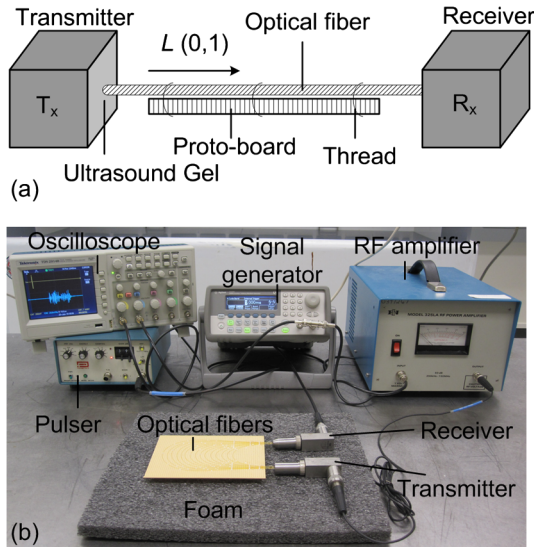 Transmitter
Optical fiber
Receiver
L (0,1)
Tx
Rx
Proto-board
Thread
Ultrasound Gel
(a)
Oscilloscope
Signal
generator
RF amplifier
Tektronix
Pulser
Optical fibers
Receiver
Transmitter
Foam
(b)